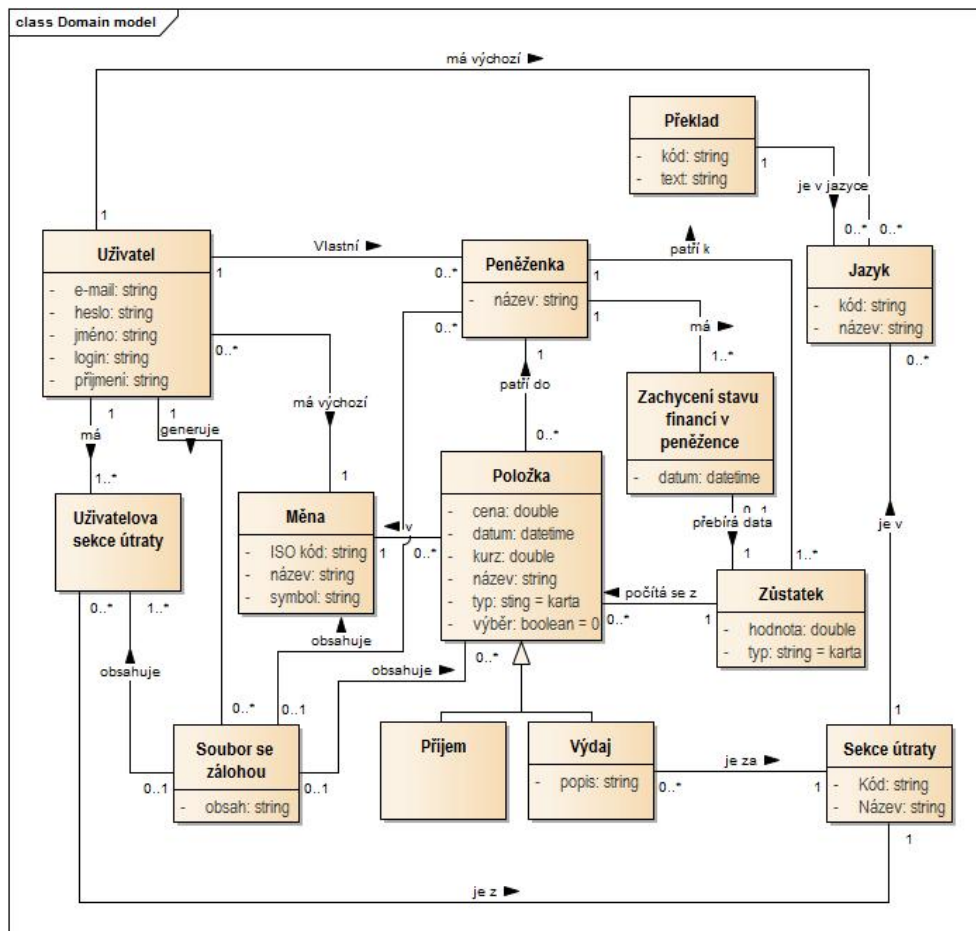 class Domain model
má výchozí
Překlad
- kód: string
- text: string
1
je v jazyce
1
0..*
0..*
Uživatel
- e-mail: string
- heslo: string
- jméno: string
- login: string
- příjmení: string
Vlastní
1
0..*
Peněženka
- název: string
1
patří k
Jazyk
- kód: string
- název: string
0..*
0..*
0..*
1
má
1..*
1
patří do
0..*
má výchozí
1
Zachycení stavu
financí v
peněžence
- datum: datetime
1
má
1..*
1
generuje
Uživatelova
sekce útraty
Měna
- ISO kód: string
- název: string
- symbol: string
v
1
0..*
Položka
- cena: double
- datum: datetime
- kurz: double
- název: string
- typ: sting = karta
- výběr: boolean = 0
0..1
přebírá data
1
1..*
je v
počítá se z
0..*
1
Zůstatek
- hodnota: double
- typ: string = karta
0..*
1..*
obsahuje
obsahuje
obsahuje
0..*
0..*
0..1
Soubor se
zálohou
- obsah: string
0..1
0..1
Příjem
Výdaj
- popis: string
je za
0..*
1
1
Sekce útraty
- Kód: string
- Název: string
1
je z